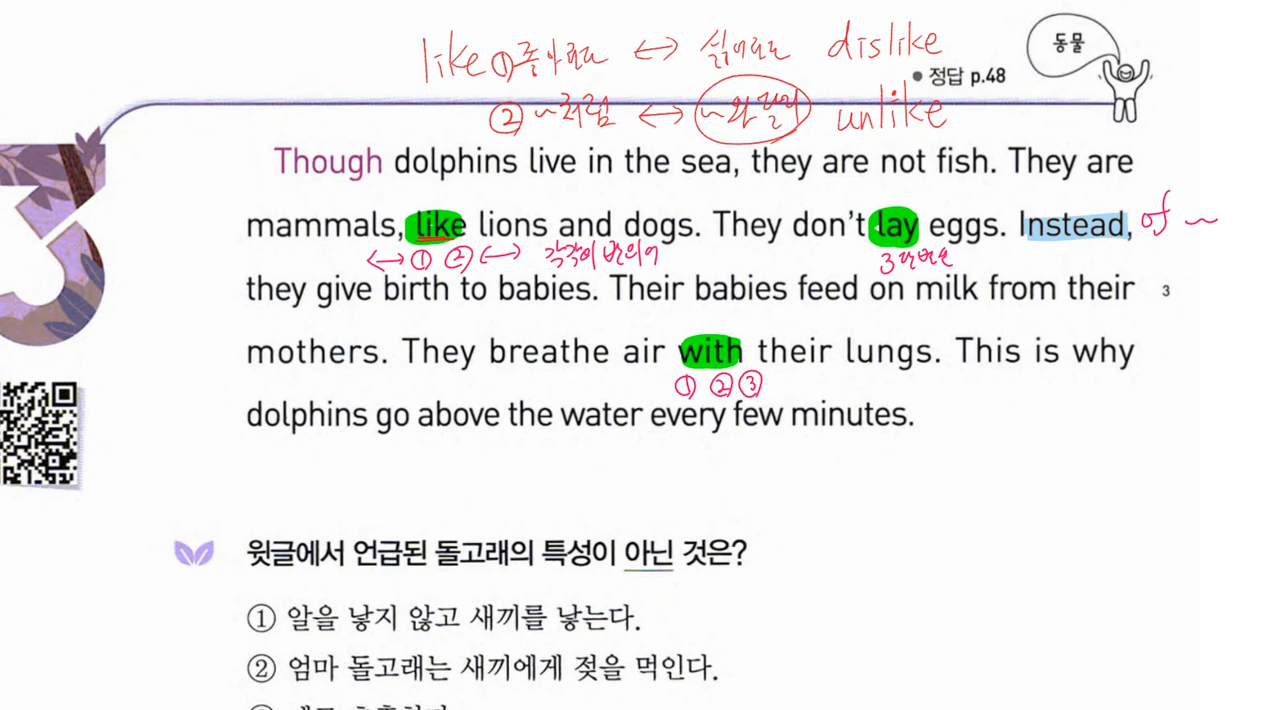 like ①좋아하다 ↔ 싫어하다 dislike
동물
● 정답 p.48
② ~처럼 ↔ ~와 달리 unlike
3
Though dolphins live in the sea, they are not fish. They are
mammals, like lions and dogs. They don't lay eggs. Instead, of ~
↔ ① ② ↔ 각각의 반의어
3단변화
they give birth to babies. Their babies feed on milk from their 3
mothers. They breathe air with their lungs. This is why
① ② ③
dolphins go above the water every few minutes.
윗글에서 언급된 돌고래의 특성이 아닌 것은?
① 알을 낳지 않고 새끼를 낳는다.
② 엄마 돌고래는 새끼에게 젖을 먹인다.